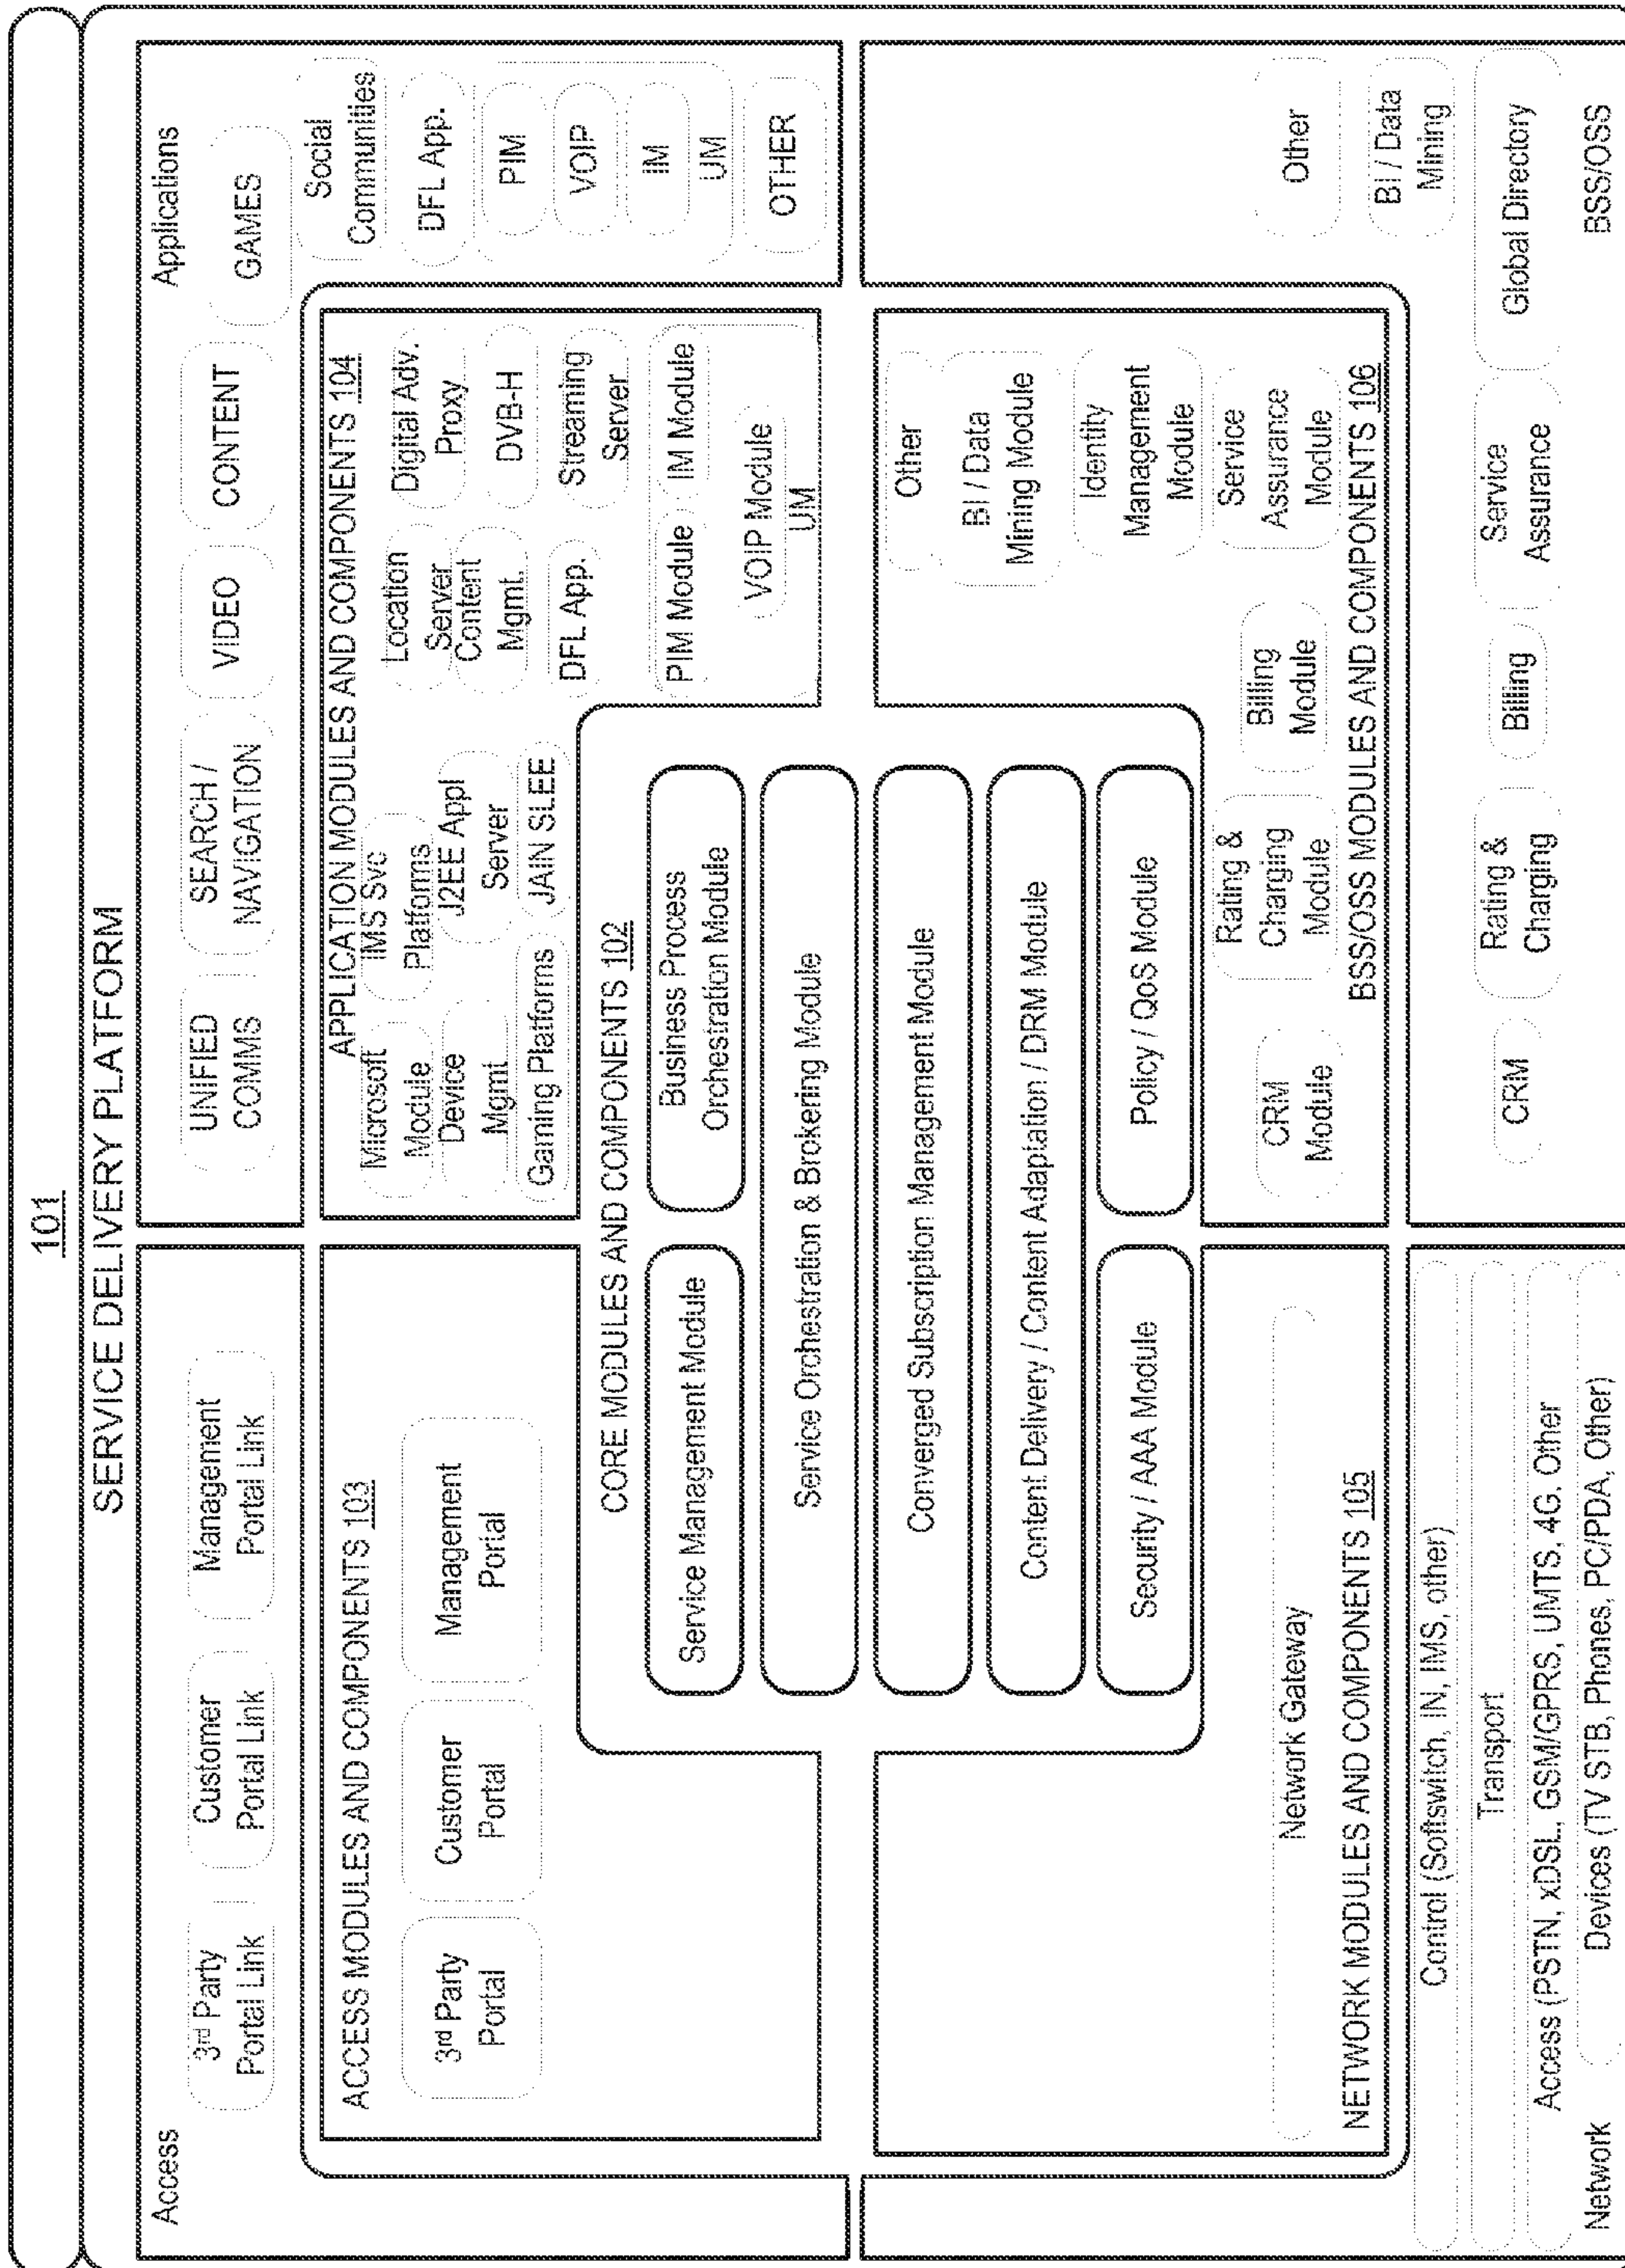 101
SERVICE DELIVERY PLATFORM
Access
3rd Party
Portal Link
Customer
Portal Link
Management
Portal Link
Applications
UNIFIED
COMMS
SEARCH /
NAVIGATION
VIDEO
CONTENT
GAMES
Social
Communities
DFL App.
PIM
VOIP
IM
UM
OTHER
ACCESS MODULES AND COMPONENTS 103
3rd Party
Portal
Customer
Portal
Management
Portal
APPLICATION MODULES AND COMPONENTS 104
Microsoft
Module
IMS Svc
Platforms
Location
Server
Digital Adv.
Proxy
Device
Mgmt
J2EE Appl
Server
Content
Mgmt.
DVB-H
Gaming Platforms
JAIN SLEE
DFL App.
Streaming
Server
PIM Module
IM Module
VOIP Module
UM
CORE MODULES AND COMPONENTS 102
Service Management Module
Business Process
Orchestration Module
Service Orchestration & Brokering Module
Converged Subscription Management Module
Content Delivery / Content Adaptation / DRM Module
Security / AAA Module
Policy / QoS Module
Network Gateway
NETWORK MODULES AND COMPONENTS 105
Other
BI / Data
Mining Module
Identity
Management
Module
CRM
Module
Rating &
Charging
Module
Billing
Module
Service
Assurance
Module
BSS/OSS MODULES AND COMPONENTS 106
Control (Softswitch, IN, IMS, other)
Transport
Access (PSTN, xDSL, GSM/GPRS, UMTS, 4G, Other
Network
Devices (TV STB, Phones, PC/PDA, Other)
Other
BI / Data
Mining
CRM
Rating &
Charging
Billing
Service
Assurance
Global Directory
BSS/OSS